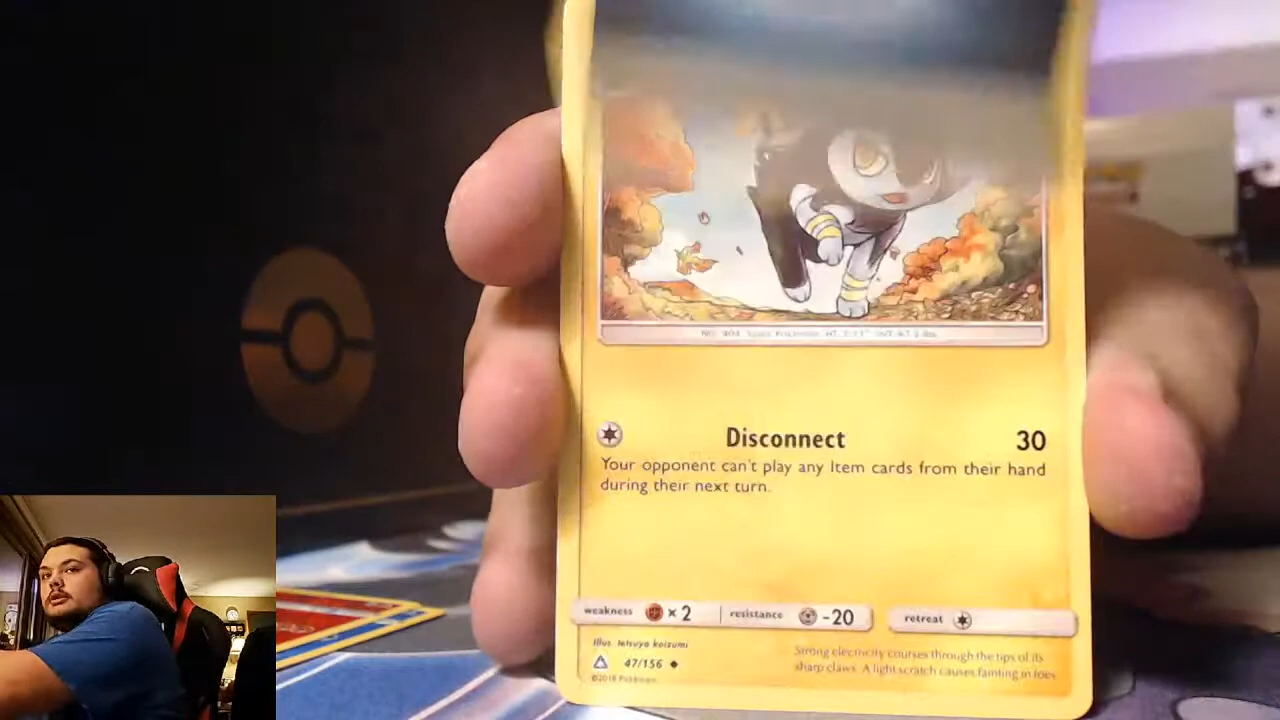 Disconnect 30
Your opponent can't play any Item cards from their hand
during their next turn.
weakness × 2 resistance -20 retreat
Illus. tetsuya koizumi
47/156
©2018 Pokémon
Strong electricity courses through the tips of its
sharp claws. A light scratch causes fainting in foes.